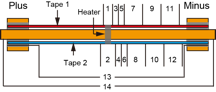 Plus 1 3 5 7 9 11 Minus
Tape 1 Heater
Tape 2 2 4 6 8 10 12
13
14